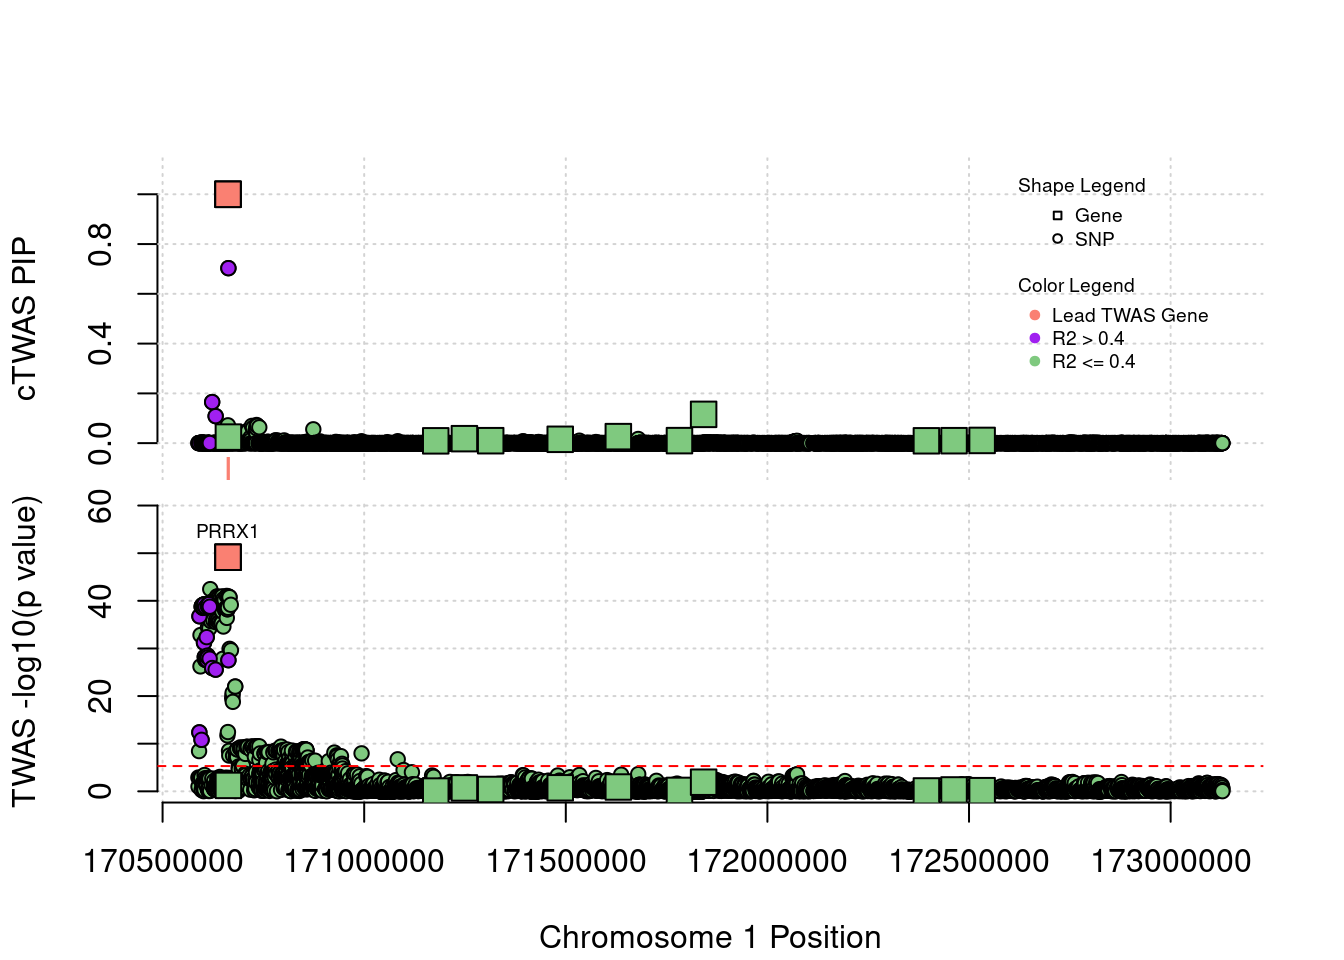 cTWAS PIP
0.8
0.4
0.0
Shape Legend
Gene
SNP
Color Legend
Lead TWAS Gene
R2 > 0.4
R2 <= 0.4
TWAS -log10(p value)
60
40
20
0
PRRX1
170500000 171000000 171500000 172000000 172500000 173000000
Chromosome 1 Position